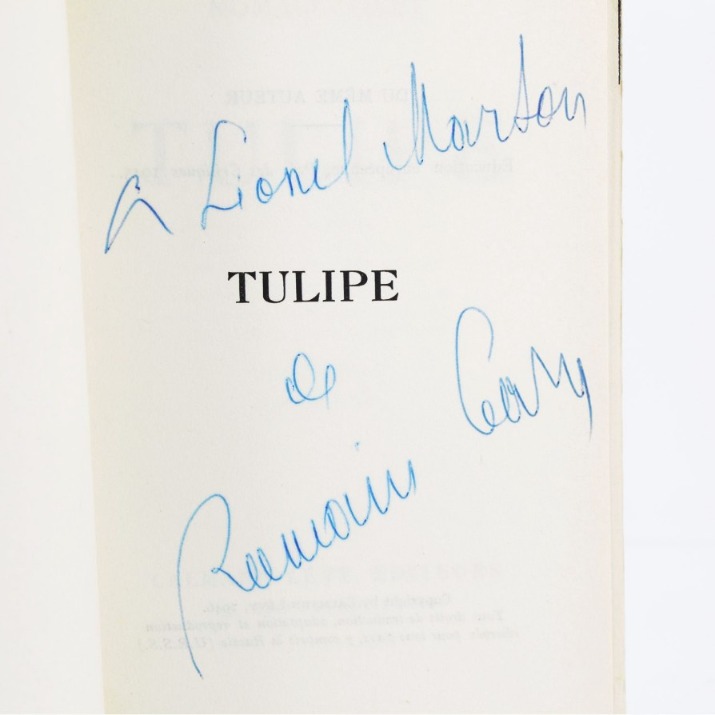 A Lionel Marson
TULIPE
de
Romain Gary